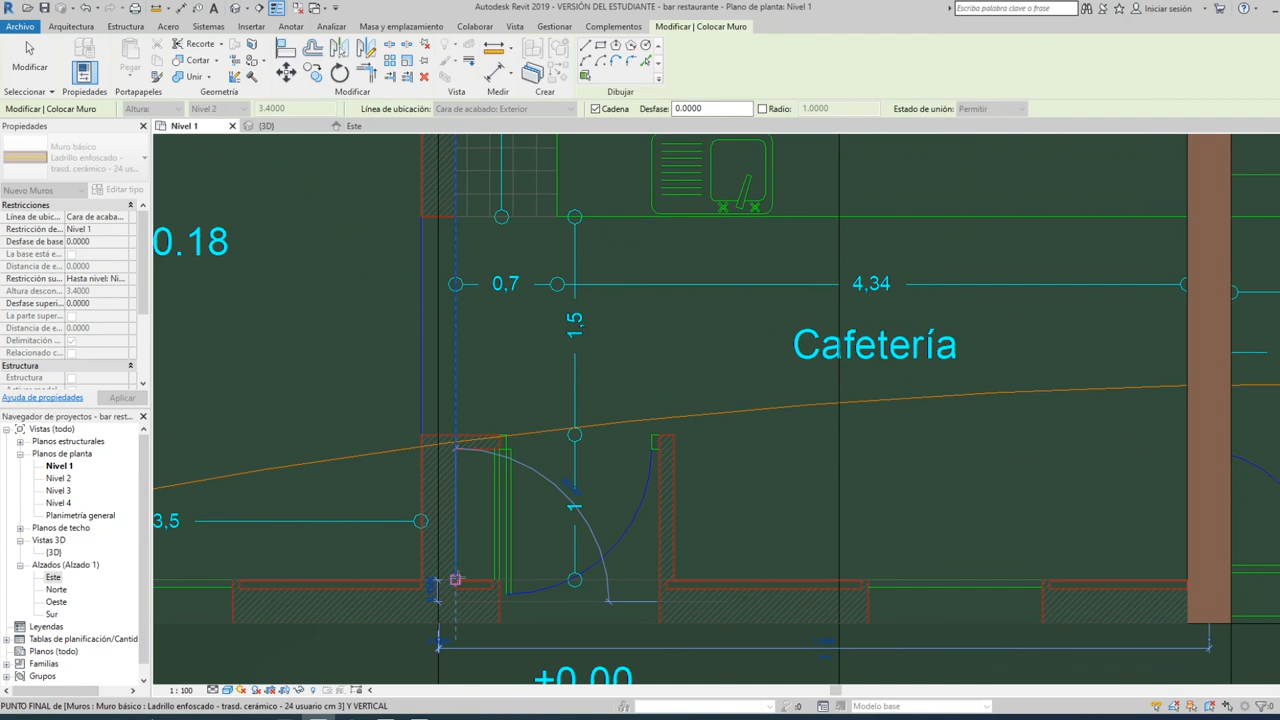 Autodesk Revit 2019 - VERSIÓN DEL ESTUDIANTE - bar restaurante - Plano de planta: Nivel 1
Escriba palabra clave o frase
Iniciar sesión
Archivo Arquitectura Estructura Acero Sistemas Insertar Anotar Analizar Masa y emplazamiento Colaborar Vista Gestionar Complementos Modificar | Colocar Muro
Modificar
Pegar
Recorte
Cortar
Unir
Seleccionar Propiedades Portapapeles Geometría Modificar Vista Medir Crear Dibujar
Modificar | Colocar Muro Altura: Nivel 2 3.4000 Línea de ubicación: Cara de acabado: Exterior Cadena Desfase: 0.0000 Radio: 1.0000 Estado de unión: Permitir
Propiedades
Nivel 1
{3D}
Este
Muro básico
Ladrillo enfoscado -
trasd. cerámico - 24 us...
Nuevo Muros
Editar tipo
Restricciones
Línea de ubic... Cara de acaba...
Restricción de... Nivel 1
Desfase de base 0.0000
La base está e...
Distancia de e... 0.0000
Restricción su... Hasta nivel: Ni...
Altura descon... 3.4000
Desfase superi... 0.0000
La parte super...
Distancia de e... 0.0000
Delimitación ...
Relacionado c...
Estructura
Estructura
Ayuda de propiedades
Aplicar
Navegador de proyectos - bar rest...
Vistas (todo)
Planos estructurales
Planos de planta
Nivel 1
Nivel 2
Nivel 3
Nivel 4
Planimetría general
Planos de techo
Vistas 3D
{3D}
Alzados (Alzado 1)
Este
Norte
Oeste
Sur
Leyendas
Tablas de planificación/Cantid
Planos (todo)
Familias
Grupos
0.18
0,7
4,34
1,5
Cafetería
3,5
1
+0.00
1 : 100
PUNTO FINAL de [Muros : Muro básico : Ladrillo enfoscado - trasd. cerámico - 24 usuario cm 3] Y VERTICAL
:0
Modelo base
:0